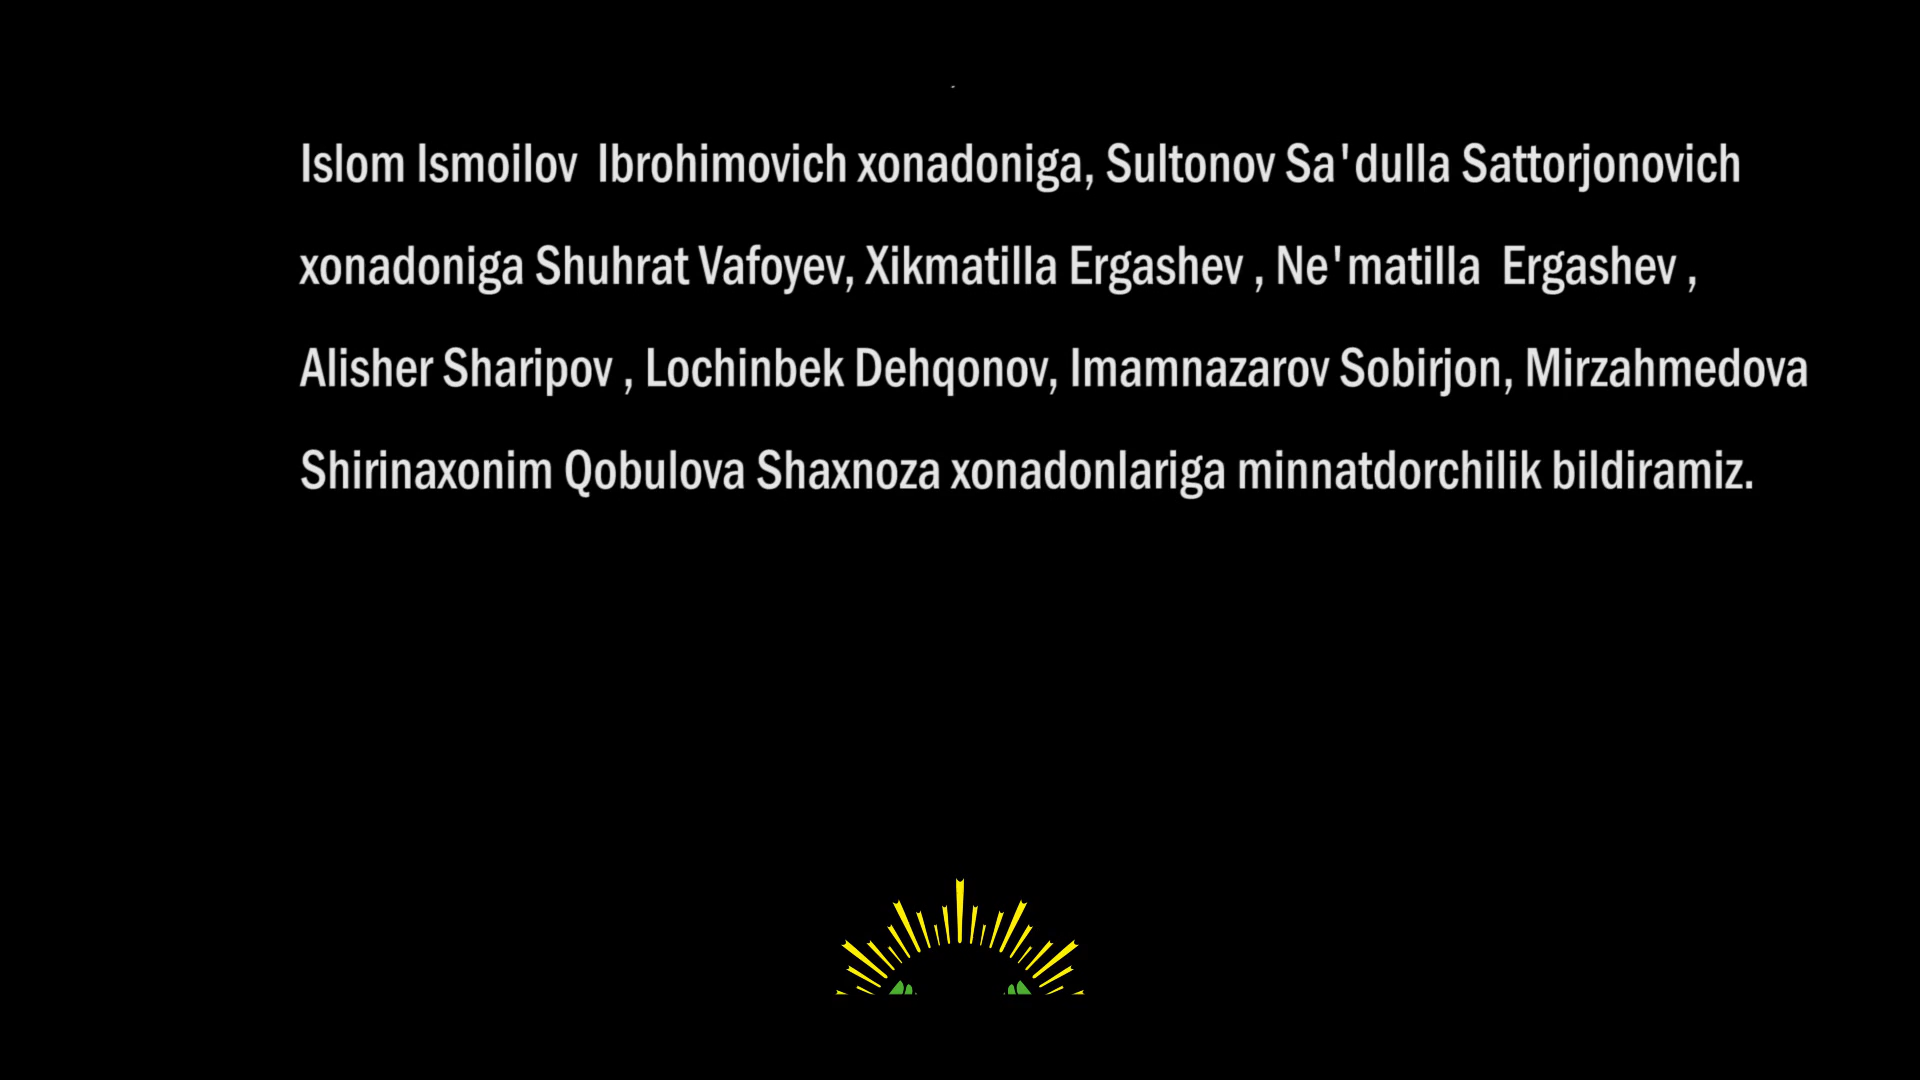 Islom Ismoilov  Ibrohimovich xonadoniga, Sultonov Sa'dulla Sattorjonovich
xonadoniga Shuhrat Vafoyev, Xikmatilla Ergashev , Ne'matilla  Ergashev ,
Alisher Sharipov , Lochinbek Dehqonov, Imamnazarov Sobirjon, Mirzahmedova
Shirinaxonim Qobulova Shaxnoza xonadonlariga minnatdorchilik bildiramiz.